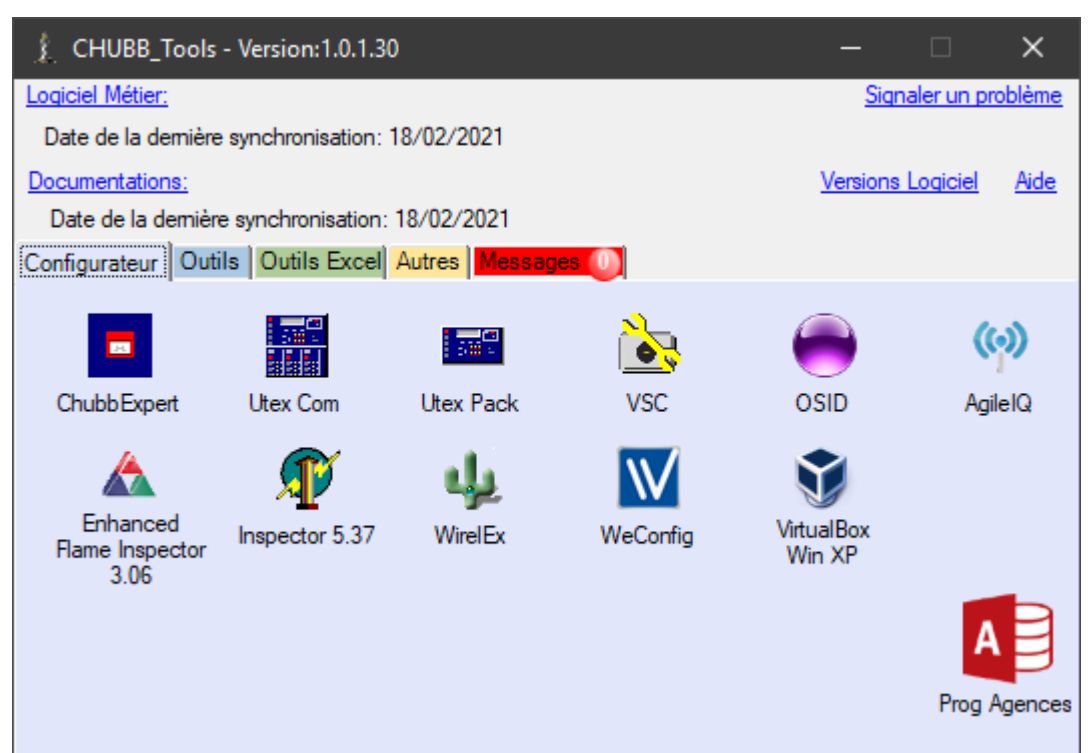 CHUBB_Tools - Version:1.0.1.30
Logiciel Métier:
Signaler un problème
Date de la dernière synchronisation: 18/02/2021
Documentations:
Versions Logiciel
Aide
Date de la dernière synchronisation: 18/02/2021
Configurateur Outils Outils Excel Autres Messages 0
ChubbExpert
Utex Com
Utex Pack
VSC
OSID
AgileIQ
Enhanced
Flame Inspector
3.06
Inspector 5.37
WirelEx
WeConfig
VirtualBox
Win XP
A
Prog Agences